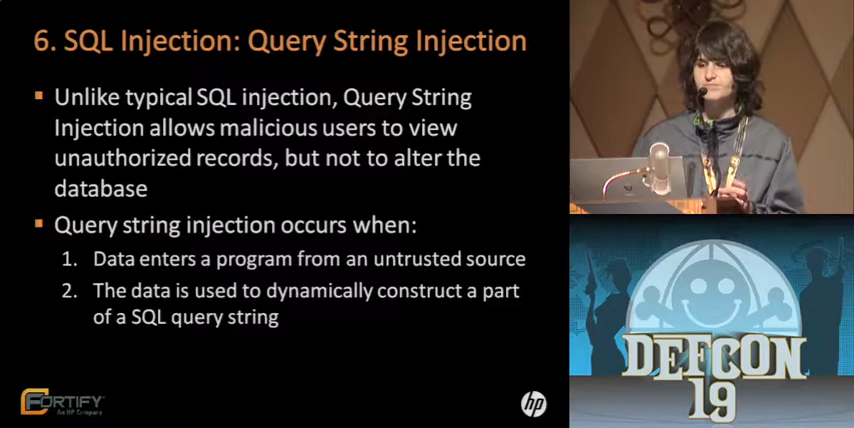 6. SQL Injection: Query String Injection
Unlike typical SQL injection, Query String
Injection allows malicious users to view
unauthorized records, but not to alter the
database
Query string injection occurs when:
1. Data enters a program from an untrusted source
2. The data is used to dynamically construct a part
of a SQL query string
FORTIFY
An HP Company
hp
DEFCON
19